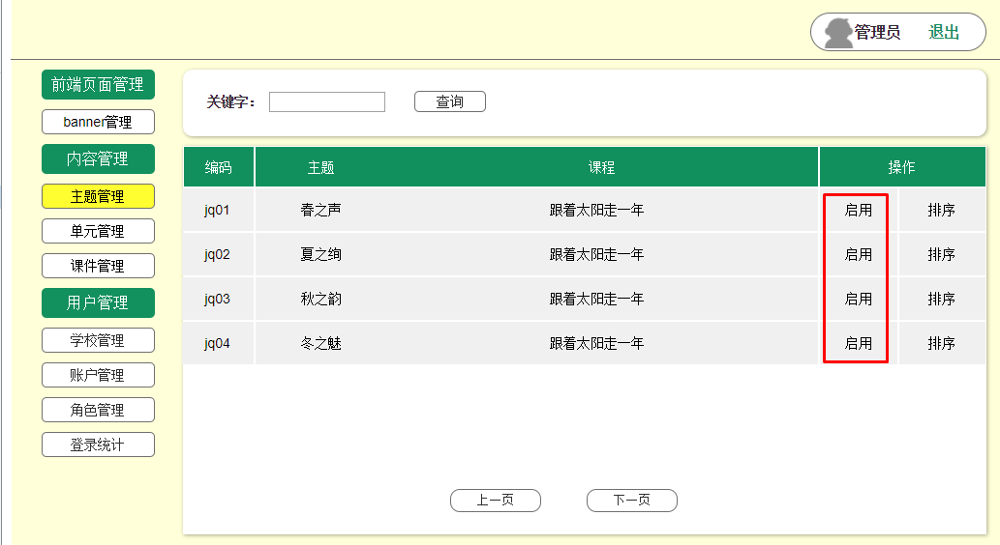 管理员 退出
前端页面管理
banner管理
内容管理
主题管理
单元管理
课件管理
用户管理
学校管理
账户管理
角色管理
登录统计
关键字： 查询
编码 主题 课程 操作
jq01 春之声 跟着太阳走一年 启用 排序
jq02 夏之绚 跟着太阳走一年 启用 排序
jq03 秋之韵 跟着太阳走一年 启用 排序
jq04 冬之魅 跟着太阳走一年 启用 排序
上一页 下一页